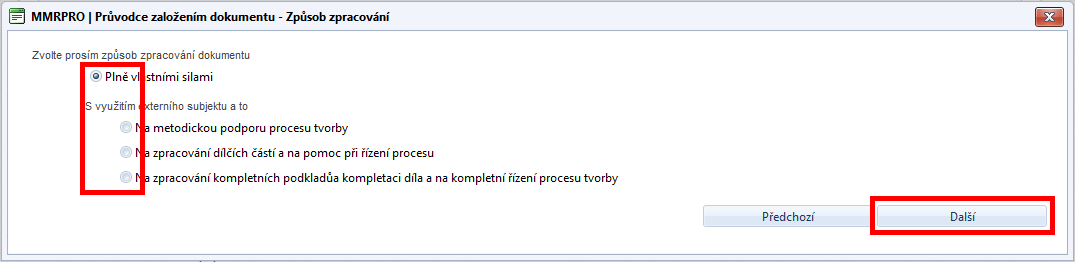 MMRPRO | Průvodce založením dokumentu - Způsob zpracování
Zvolte prosím způsob zpracování dokumentu
Plně vlastními silami
S využitím externího subjektu a to
Na metodickou podporu procesu tvorby
Na zpracování dílčích částí a na pomoc při řízení procesu
Na zpracování kompletních podkladůa kompletaci díla a na kompletní řízení procesu tvorby
Předchozí
Další